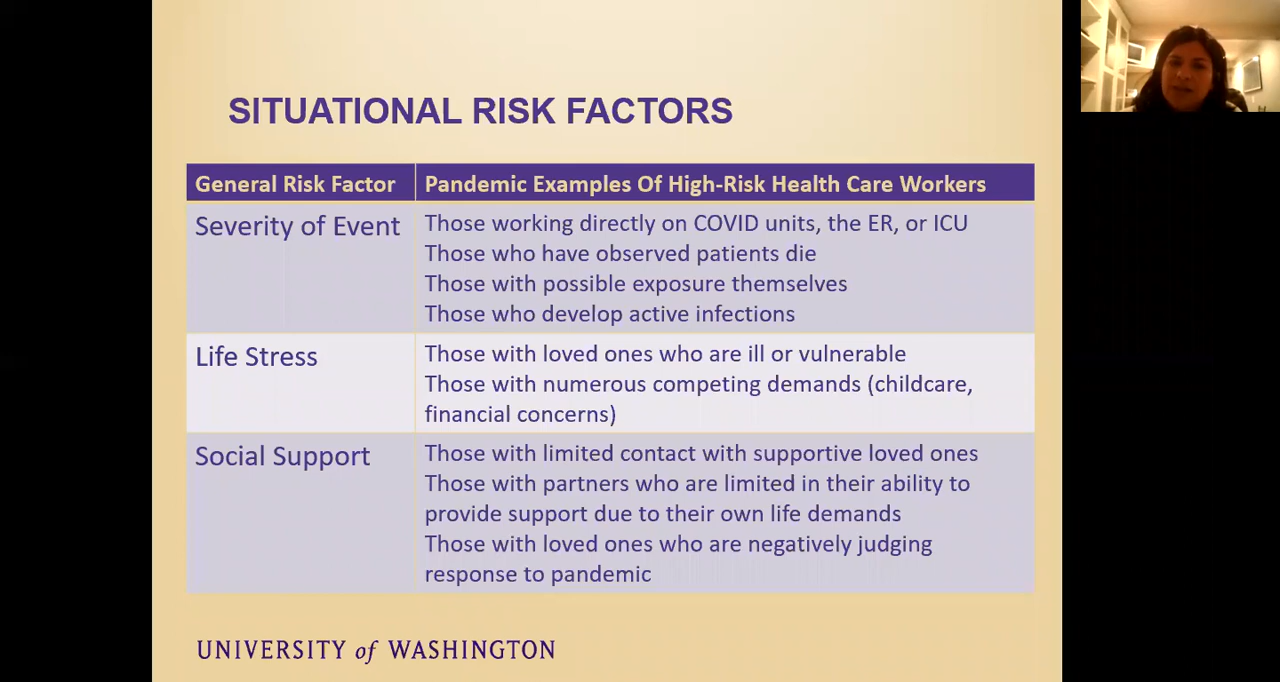 SITUATIONAL RISK FACTORS
General Risk Factor
Pandemic Examples Of High-Risk Health Care Workers
Severity of Event
Those working directly on COVID units, the ER, or ICU
Those who have observed patients die
Those with possible exposure themselves
Those who develop active infections
Life Stress
Those with loved ones who are ill or vulnerable
Those with numerous competing demands (childcare,
financial concerns)
Social Support
Those with limited contact with supportive loved ones
Those with partners who are limited in their ability to
provide support due to their own life demands
Those with loved ones who are negatively judging
response to pandemic
UNIVERSITY of WASHINGTON